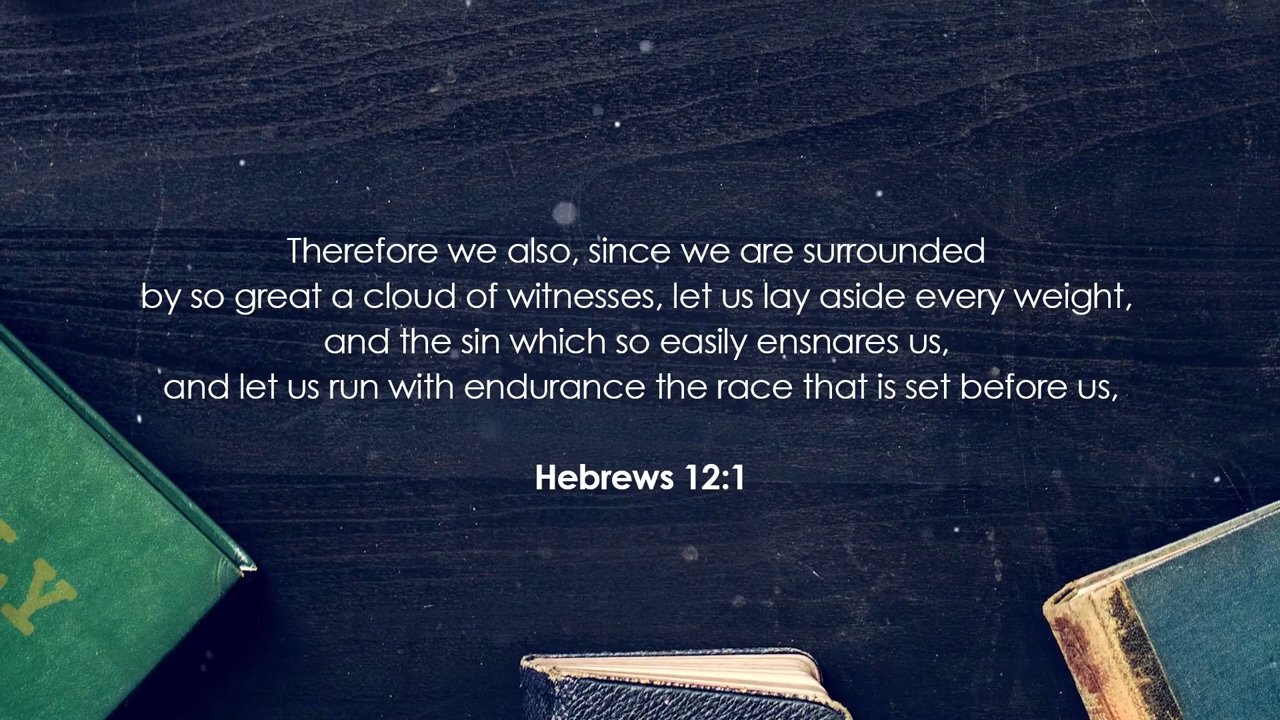 Therefore we also, since we are surrounded
by so great a cloud of witnesses, let us lay aside every weight,
and the sin which so easily ensnares us,
and let us run with endurance the race that is set before us,
Hebrews 12:1